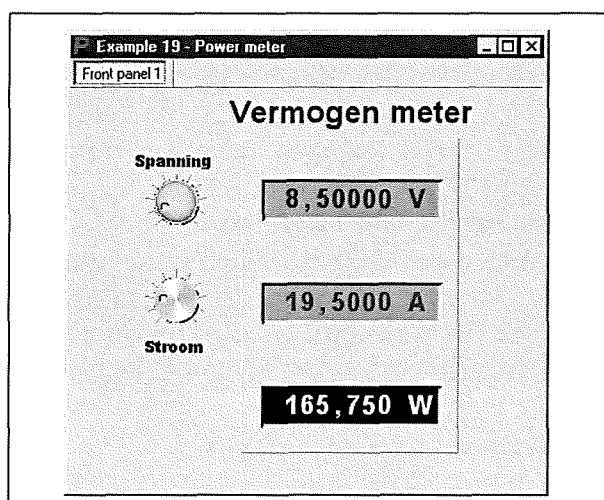 Example 19 - Power meter
Front panel 1
Vermogen meter
Spanning
8,50000 V
19,5000 A
Stroom
165,750 W